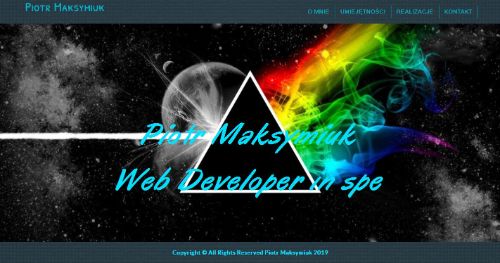 Piotr Maksymiuk
O MNIE
UMIEJĘTNOŚCI
REALIZACJE
KONTAKT
Piotr Maksymiuk
Web Developer in spe
Copyright © All Rights Reserved Piotr Maksymiuk 2019